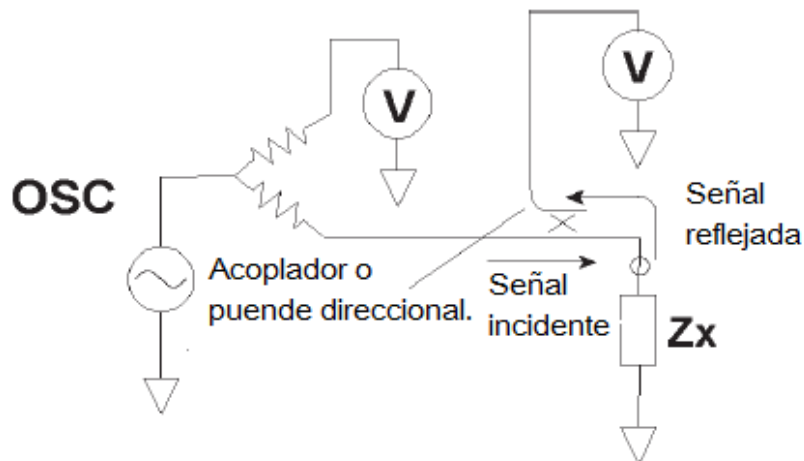 V
V
OSC
Señal
reflejada
Acoplador o
puende direccional.
Señal
incidente
Zx